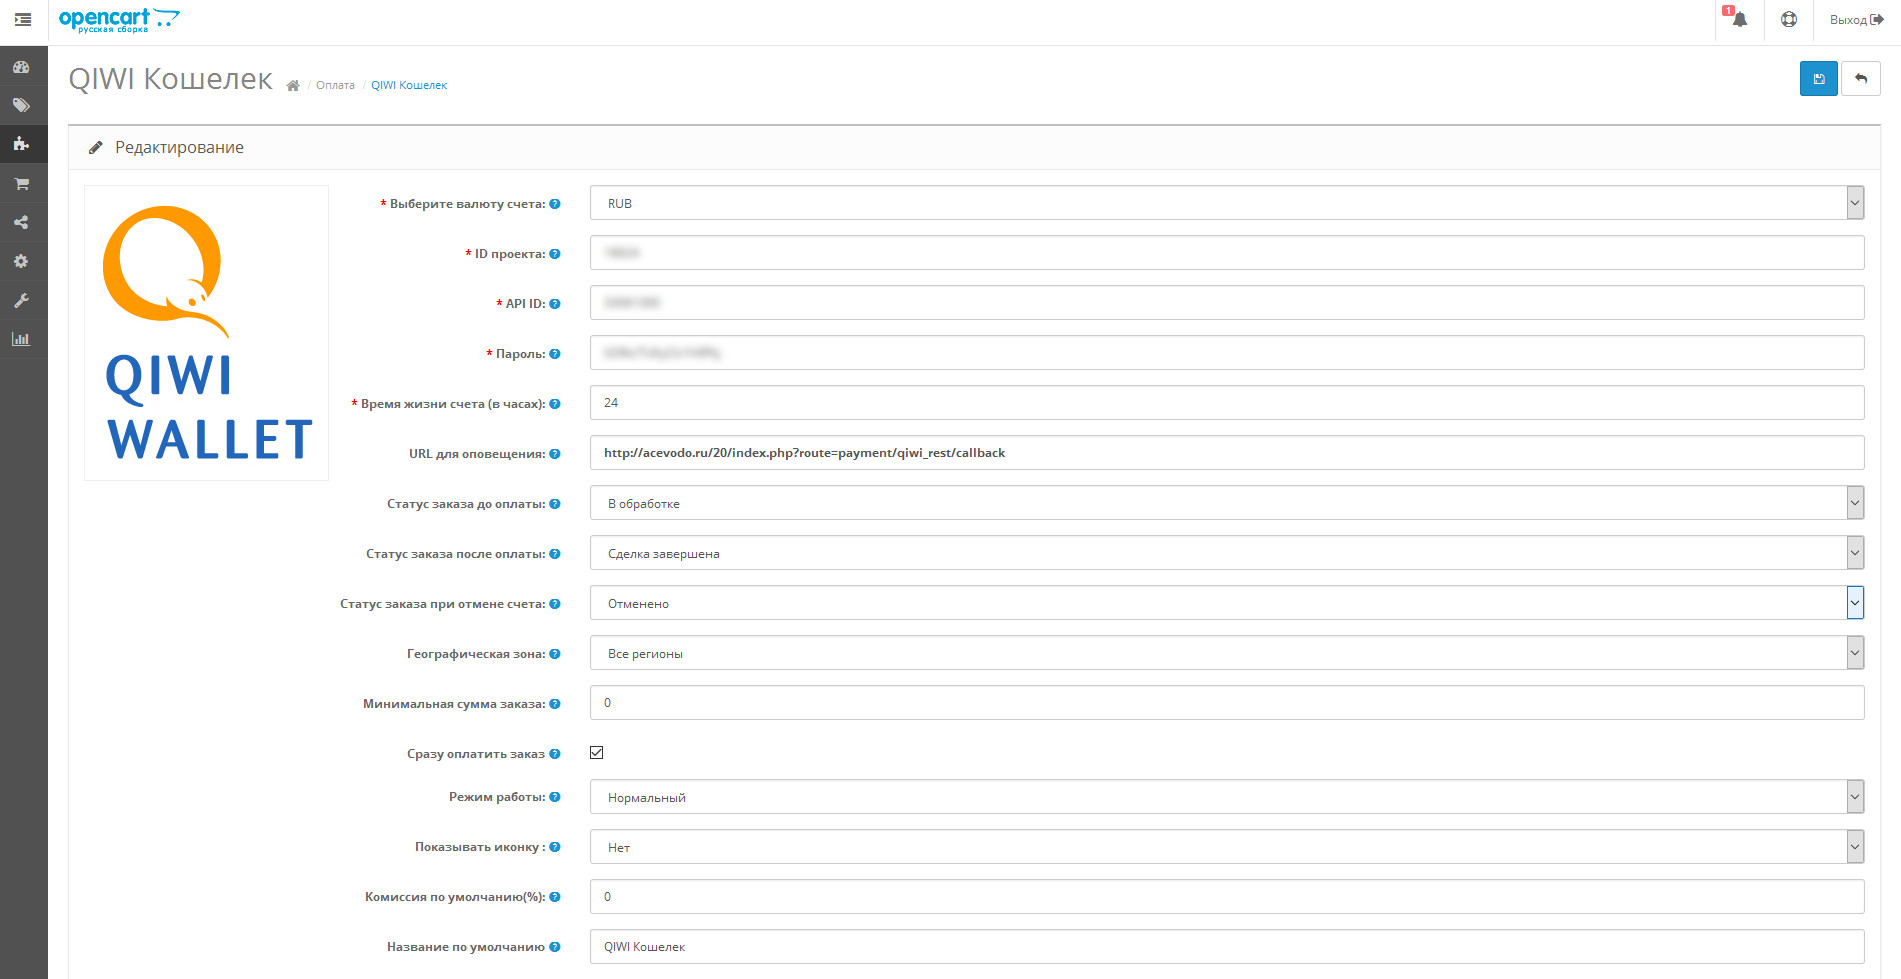 opencart
русская сборка
1
Выход
QIWI Кошелек / Оплата / QIWI Кошелек
Редактирование
QIWI
WALLET
* Выберите валюту счета: ? RUB
* ID проекта: ?
* API ID: ?
* Пароль: ?
* Время жизни счета (в часах): ? 24
URL для оповещения: ? http://acevodo.ru/20/index.php?route=payment/qiwi_rest/callback
Статус заказа до оплаты: ? В обработке
Статус заказа после оплаты: ? Сделка завершена
Статус заказа при отмене счета: ? Отменено
Географическая зона: ? Все регионы
Минимальная сумма заказа: ? 0
Сразу оплатить заказ ?
Режим работы: ? Нормальный
Показывать иконку : ? Нет
Комиссия по умолчанию(%): ? 0
Название по умолчанию ? QIWI Кошелек